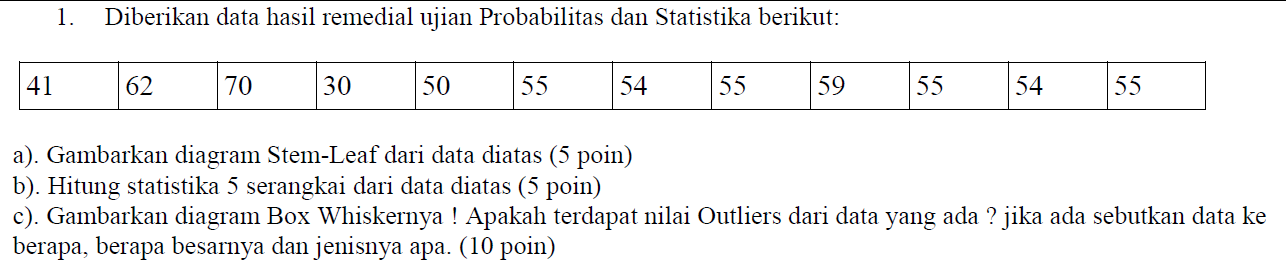 1. Diberikan data hasil remedial ujian Probabilitas dan Statistika berikut:
41 62 70 30 50 55 54 55 59 55 54 55
a). Gambarkan diagram Stem-Leaf dari data diatas (5 poin)
b). Hitung statistika 5 serangkai dari data diatas (5 poin)
c). Gambarkan diagram Box Whiskernya ! Apakah terdapat nilai Outliers dari data yang ada ? jika ada sebutkan data ke
berapa, berapa besarnya dan jenisnya apa. (10 poin)